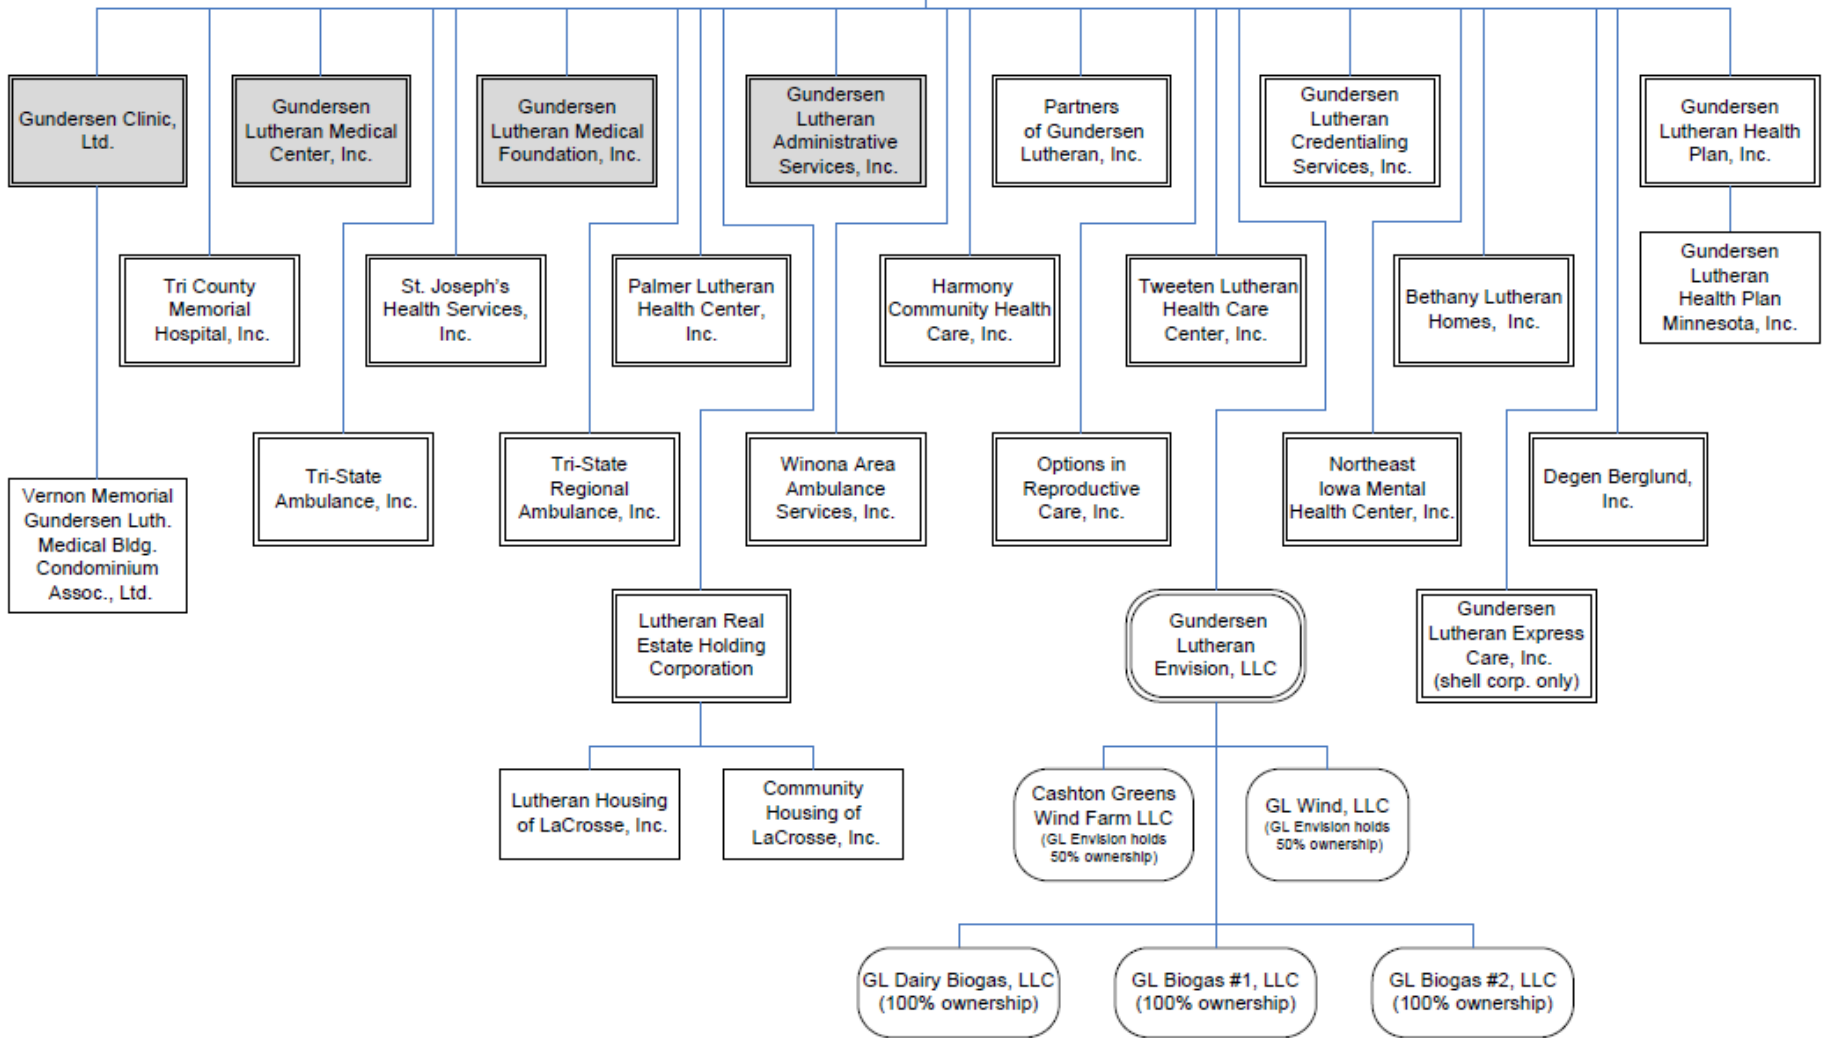 Gundersen Clinic,
Ltd.
Gundersen
Lutheran Medical
Center, Inc.
Gundersen
Lutheran Medical
Foundation, Inc.
Gundersen
Lutheran
Administrative
Services, Inc.
Partners
of Gundersen
Lutheran, Inc.
Gundersen
Lutheran
Credentialing
Services, Inc.
Gundersen
Lutheran Health
Plan, Inc.
Tri County
Memorial
Hospital, Inc.
St. Joseph's
Health Services,
Inc.
Palmer Lutheran
Health Center,
Inc.
Harmony
Community Health
Care, Inc.
Tweeten Lutheran
Health Care
Center, Inc.
Bethany Lutheran
Homes, Inc.
Gundersen
Lutheran
Health Plan
Minnesota, Inc.
Vernon Memorial
Gundersen Luth.
Medical Bldg.
Condominium
Assoc., Ltd.
Tri-State
Ambulance, Inc.
Tri-State
Regional
Ambulance, Inc.
Winona Area
Ambulance
Services, Inc.
Options in
Reproductive
Care, Inc.
Northeast
Iowa Mental
Health Center, Inc.
Degen Berglund,
Inc.
Lutheran Real
Estate Holding
Corporation
Gundersen
Lutheran
Envision, LLC
Gundersen
Lutheran Express
Care, Inc.
(shell corp. only)
Lutheran Housing
of LaCrosse, Inc.
Community
Housing of
LaCrosse, Inc.
Cashton Greens
Wind Farm LLC
(GL Envision holds
50% ownership)
GL Wind, LLC
(GL Envision holds
50% ownership)
GL Dairy Biogas, LLC
(100% ownership)
GL Biogas #1, LLC
(100% ownership)
GL Biogas #2, LLC
(100% ownership)